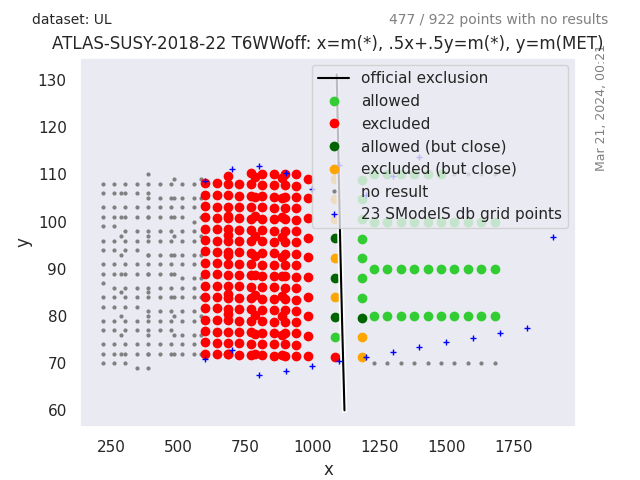 dataset: UL
477 / 922 points with no results
ATLAS-SUSY-2018-22 T6WWoff: x=m(*), .5x+.5y=m(*), y=m(MET)
Mar 21, 2024, 00:21
official exclusion
allowed
excluded
allowed (but close)
excluded (but close)
no result
23 SModelS db grid points
y
130
120
110
100
90
80
70
60
250 500 750 1000 1250 1500 1750
x